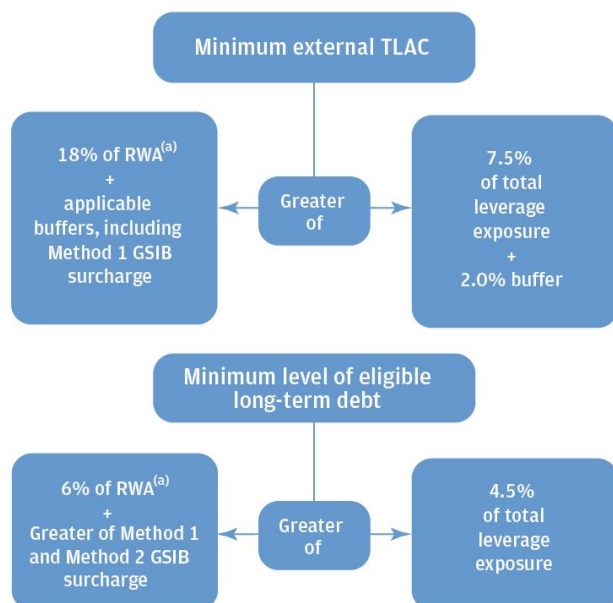 Minimum external TLAC
18% of RWA(a)
+
applicable
buffers, including
Method 1 GSIB
surcharge
Greater
of
7.5%
of total
leverage
exposure
+
2.0% buffer
Minimum level of eligible
long-term debt
6% of RWA(a)
+
Greater of Method 1
and Method 2 GSIB
surcharge
Greater
of
4.5%
of total
leverage
exposure